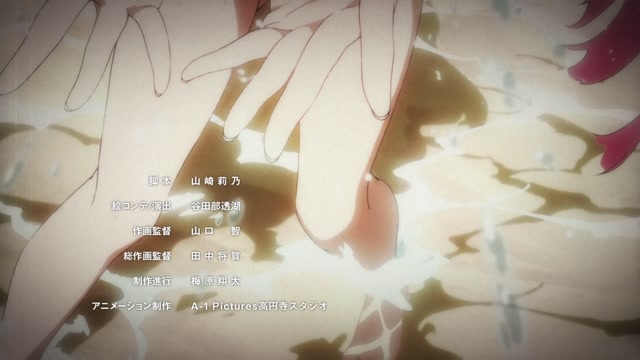 脚本 山崎莉乃
絵コンテ/演出 谷田部透湖
作画監督 山口 智
総作画監督 田中将賀
制作進行 梅原翔太
アニメーション制作 A-1 Pictures高円寺スタジオ